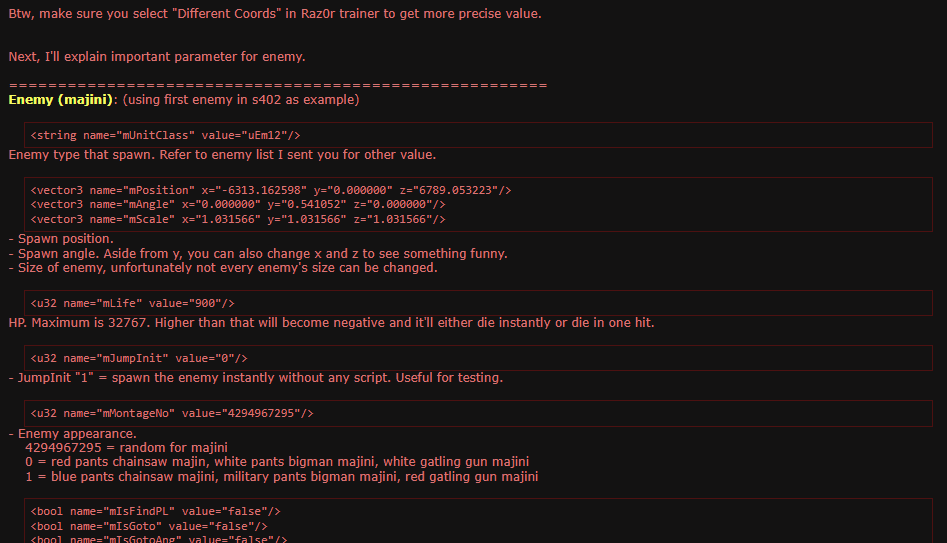 Btw, make sure you select "Different Coords" in Raz0r trainer to get more precise value.
Next, I'll explain important parameter for enemy.
=======================================================
Enemy (majini): (using first enemy in s402 as example)
<string name="mUnitClass" value="uEm12"/>
Enemy type that spawn. Refer to enemy list I sent you for other value.
<vector3 name="mPosition" x="-6313.162598" y="0.000000" z="6789.053223"/>
<vector3 name="mAngle" x="0.000000" y="0.541052" z="0.000000"/>
<vector3 name="mScale" x="1.031566" y="1.031566" z="1.031566"/>
- Spawn position.
- Spawn angle. Aside from y, you can also change x and z to see something funny.
- Size of enemy, unfortunately not every enemy's size can be changed.
<u32 name="mLife" value="900"/>
HP. Maximum is 32767. Higher than that will become negative and it'll either die instantly or die in one hit.
<u32 name="mJumpInit" value="0"/>
- JumpInit "1" = spawn the enemy instantly without any script. Useful for testing.
<u32 name="mMontageNo" value="4294967295"/>
- Enemy appearance.
4294967295 = random for majini
0 = red pants chainsaw majin, white pants bigman majini, white gatling gun majini
1 = blue pants chainsaw majini, military pants bigman majini, red gatling gun majini
<bool name="mIsFindPL" value="false"/>
<bool name="mIsGoto" value="false"/>
<bool name="mIsGotoAng" value="false"/>